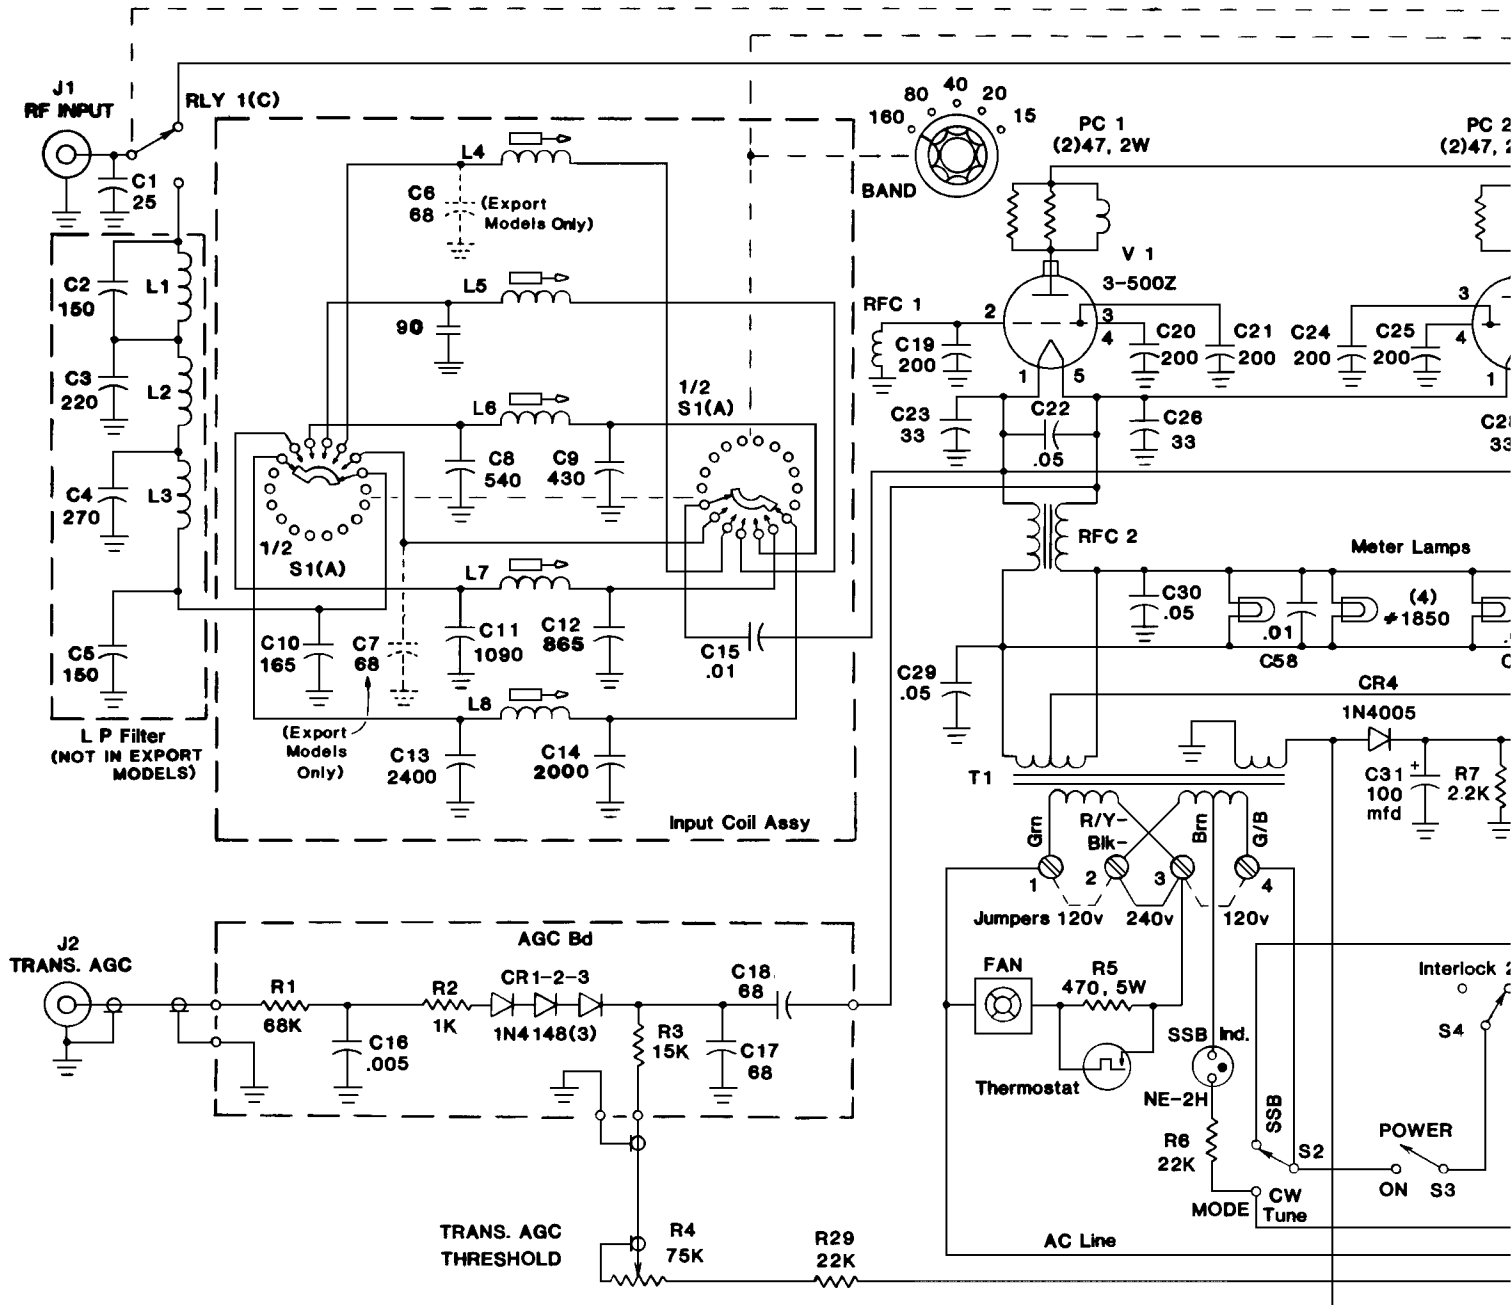 J1
RF INPUT
RLY 1(C)
C1
25
C2
150
L1
C3
220
L2
C4
270
L3
C5
150
L P Filter
(NOT IN EXPORT
MODELS)
L4
C6
68
(Export
Models Only)
L5
90
L6
C8
540
C9
430
1/2
S1(A)
1/2
S1(A)
L7
C10
165
C7
68
C11
1090
C12
865
C15
.01
L8
(Export
Models
Only)
C13
2400
C14
2000
Input Coil Assy
160
80
40
20
15
BAND
PC 1
(2)47, 2W
PC 2
(2)47, 2
V 1
3-500Z
RFC 1
2
3
4
1
5
C19
200
C20
200
C21
200
C24
200
C25
200
3
4
1
C23
33
C22
.05
C26
33
33
RFC 2
Meter Lamps
C30
.05
.01
C58
(4)
#1850
C29
.05
CR4
1N4005
T1
C31
100
mfd
+
R7
2.2K
Grn
R/Y-
Blk-
Brn
G/B
1
2
3
4
Jumpers 120v
240v
120v
J2
TRANS. AGC
AGC Bd
R1
68K
C16
.005
R2
1K
CR1-2-3
1N4148(3)
R3
15K
C18
68
C17
68
FAN
R5
470, 5W
Thermostat
SSB Ind.
NE-2H
R6
22K
SSB
S2
MODE
CW
Tune
Interlock 2
S4
POWER
ON
S3
AC Line
TRANS. AGC
THRESHOLD
R4
75K
R29
22K